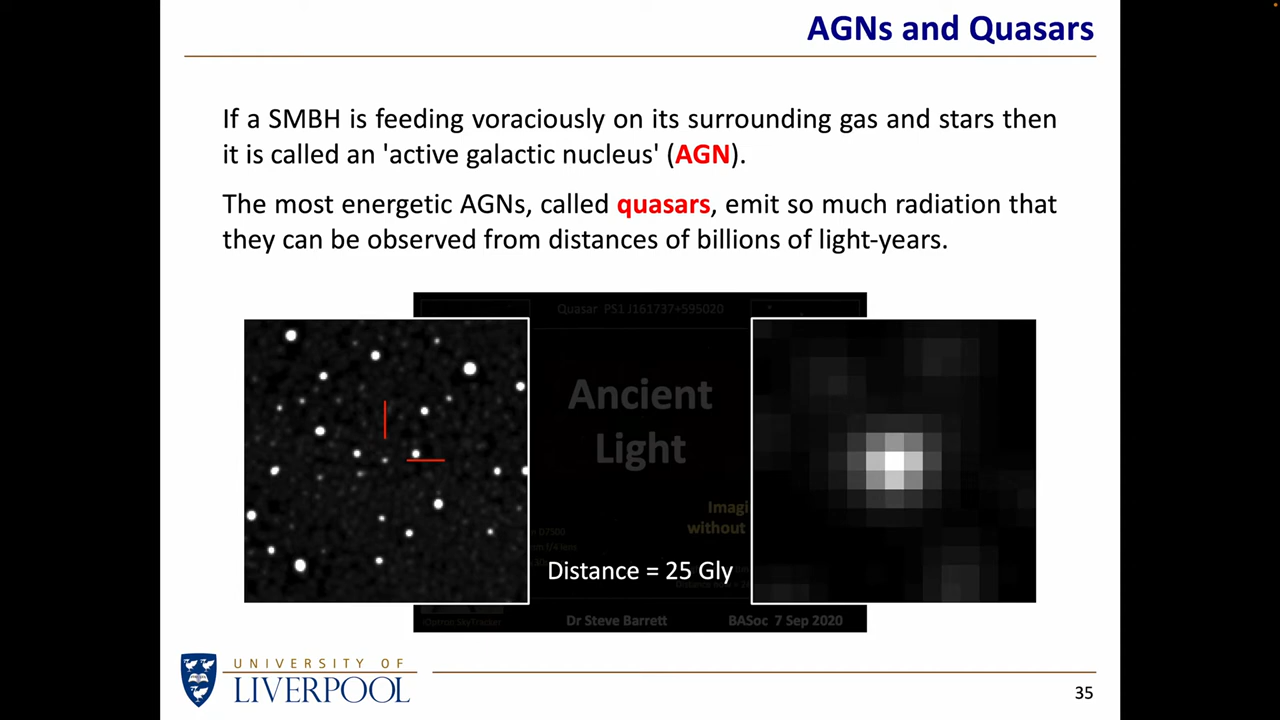 AGNs and Quasars
If a SMBH is feeding voraciously on its surrounding gas and stars then
it is called an 'active galactic nucleus' (AGN).
The most energetic AGNs, called quasars, emit so much radiation that
they can be observed from distances of billions of light-years.
Quasar PS1 J161737+595020
Ancient
Light
Imagi
without
Distance = 25 Gly
Dr Steve Barrett
BASoc 7 Sep 2020
UNIVERSITY OF
LIVERPOOL
35